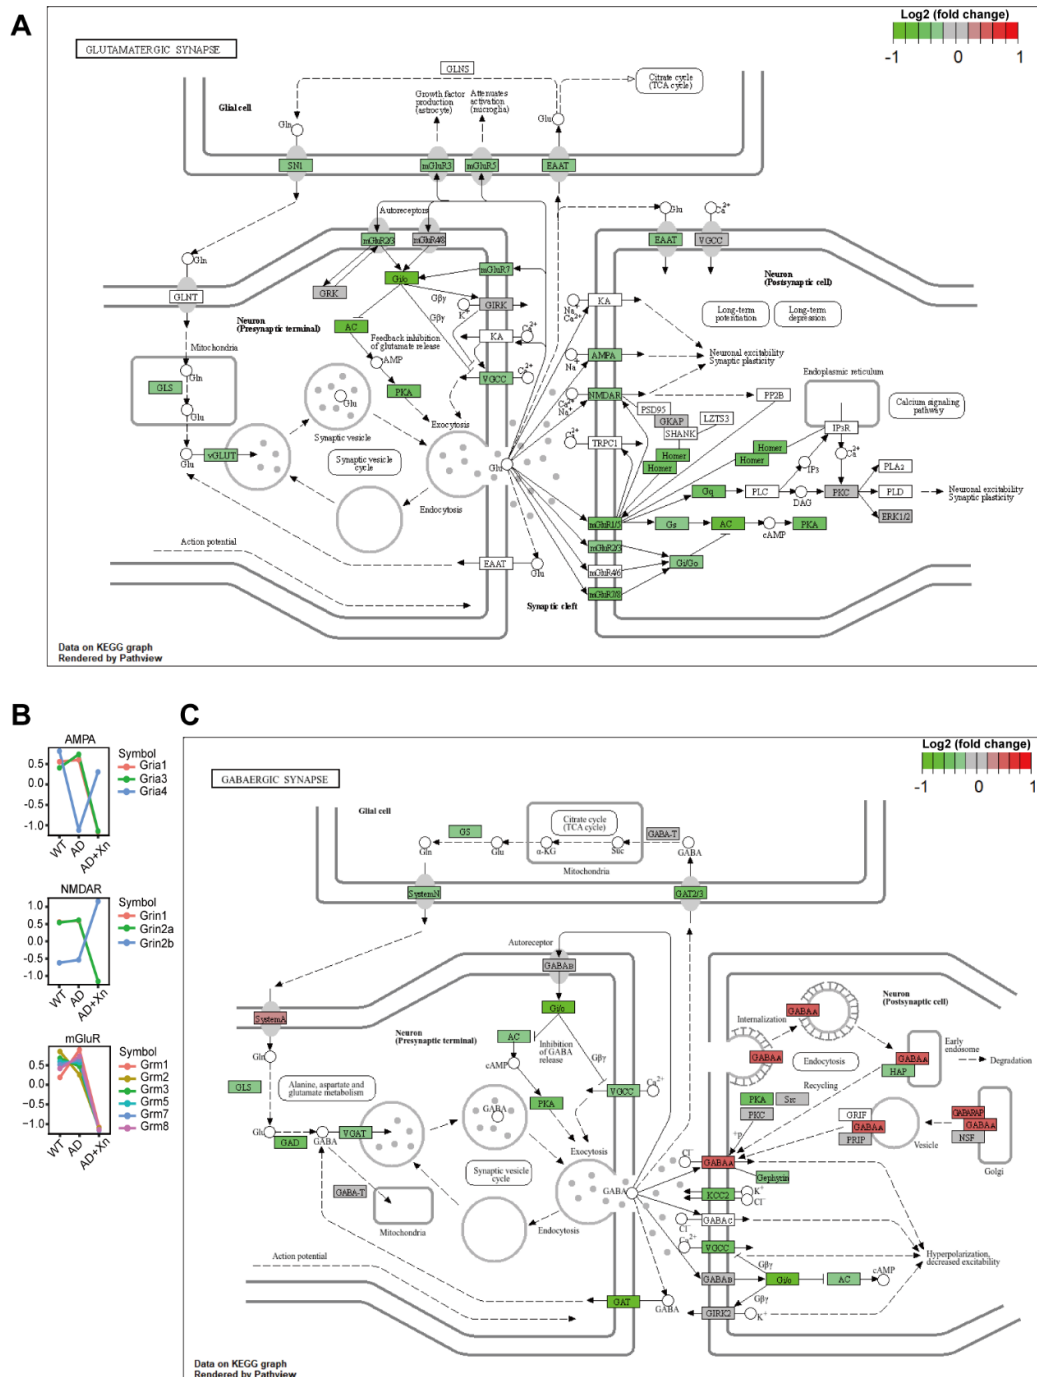 A
Log2 (fold change)
-1 0 1
GLUTAMATERGIC SYNAPSE
GLNS
Citrate cycle
(TCA cycle)
Glial cell
Growth factor
production
(astrocyte)
Attenuates
activation
(microglia)
Gln
Glu
SN1
mGluR3
mGluR5
EAAT
Autoreceptors
mGluR2/3
mGluR4/8
Glu
Ca2+
EAAT
VGCC
Gln
GLNT
GRK
Gi/o
mGluR7
Gβγ
K+
GIRK
Neuron
(Presynaptic terminal)
AC
Gβγ
Feedback inhibition
of glutamate release
cAMP
PKA
KA
Ca2+
VGCC
Ca2+
Exocytosis
Neuron
(Postsynaptic cell)
Long-term
potentiation
Long-term
depression
Na+
Ca2+
KA
Na+
AMPA
Neuronal excitability
Synaptic plasticity
Ca2+
Na+
NMDAR
Ca2+
TRPC1
PSD95
GKAP
SHANK
LZTS3
Homer
Homer
PP2B
Homer
Homer
Endoplasmic reticulum
Calcium signaling
pathway
IP3R
IP3
Ca2+
Mitochondria
GLS
Gln
Glu
Glu
vGLUT
Glu
Synaptic vesicle
Synaptic vesicle
cycle
Endocytosis
Glu
Gq
PLC
DAG
PKC
PLA2
PLD
ERK1/2
Neuronal excitability
Synaptic plasticity
mGluR1/5
Gs
AC
cAMP
PKA
mGluR2/3
Gi/Go
mGluR4/6
mGluR7/8
Action potential
EAAT
Glu
Synaptic cleft
Data on KEGG graph
Rendered by Pathview
B
AMPA
0.5
0.0
-0.5
-1.0
WT AD AD+Xn
Symbol
Gria1
Gria3
Gria4
NMDAR
1.0
0.5
0.0
-0.5
-1.0
WT AD AD+Xn
Symbol
Grin1
Grin2a
Grin2b
mGluR
0.5
0.0
-0.5
-1.0
WT AD AD+Xn
Symbol
Grm1
Grm2
Grm3
Grm5
Grm7
Grm8
C
Log2 (fold change)
-1 0 1
GABAERGIC SYNAPSE
Glial cell
Citrate cycle
(TCA cycle)
GS
GABA-T
Gln
Glu
α-KG
Suc
GABA
Mitochondria
SystemN
GAT2/3
Autoreceptor
GABAB
SystemA
Gi/o
Neuron
(Presynaptic terminal)
AC
Inhibition
of GABA
release
cAMP
Gβγ
PKA
VGCC
Ca2+
Gln
GLS
Alanine, aspartate and
glutamate metabolism
Glu
GAD
GABA
VGAT
GABA
Exocytosis
Synaptic vesicle
cycle
GABA-T
Mitochondria
Endocytosis
GABA
Action potential
GAT
GABA
Neuron
(Postsynaptic cell)
Internalization
GABAA
GABAA
Endocytosis
GABAA
HAP
Early
endosome
Degradation
Recycling
PKA
Src
PKC
+P
GRIF
GABAA
PRIP
Vesicle
GABARAP
GABAA
NSF
Golgi
Cl-
GABAA
Gephyrin
KCC2
K+
Cl-
GABAC
Cl-
Ca2+
VGCC
Gβγ
GABAB
Gi/o
AC
cAMP
Gβγ
GIRK2
K+
Hyperpolarization,
decreased excitability
Data on KEGG graph
Rendered by Pathview